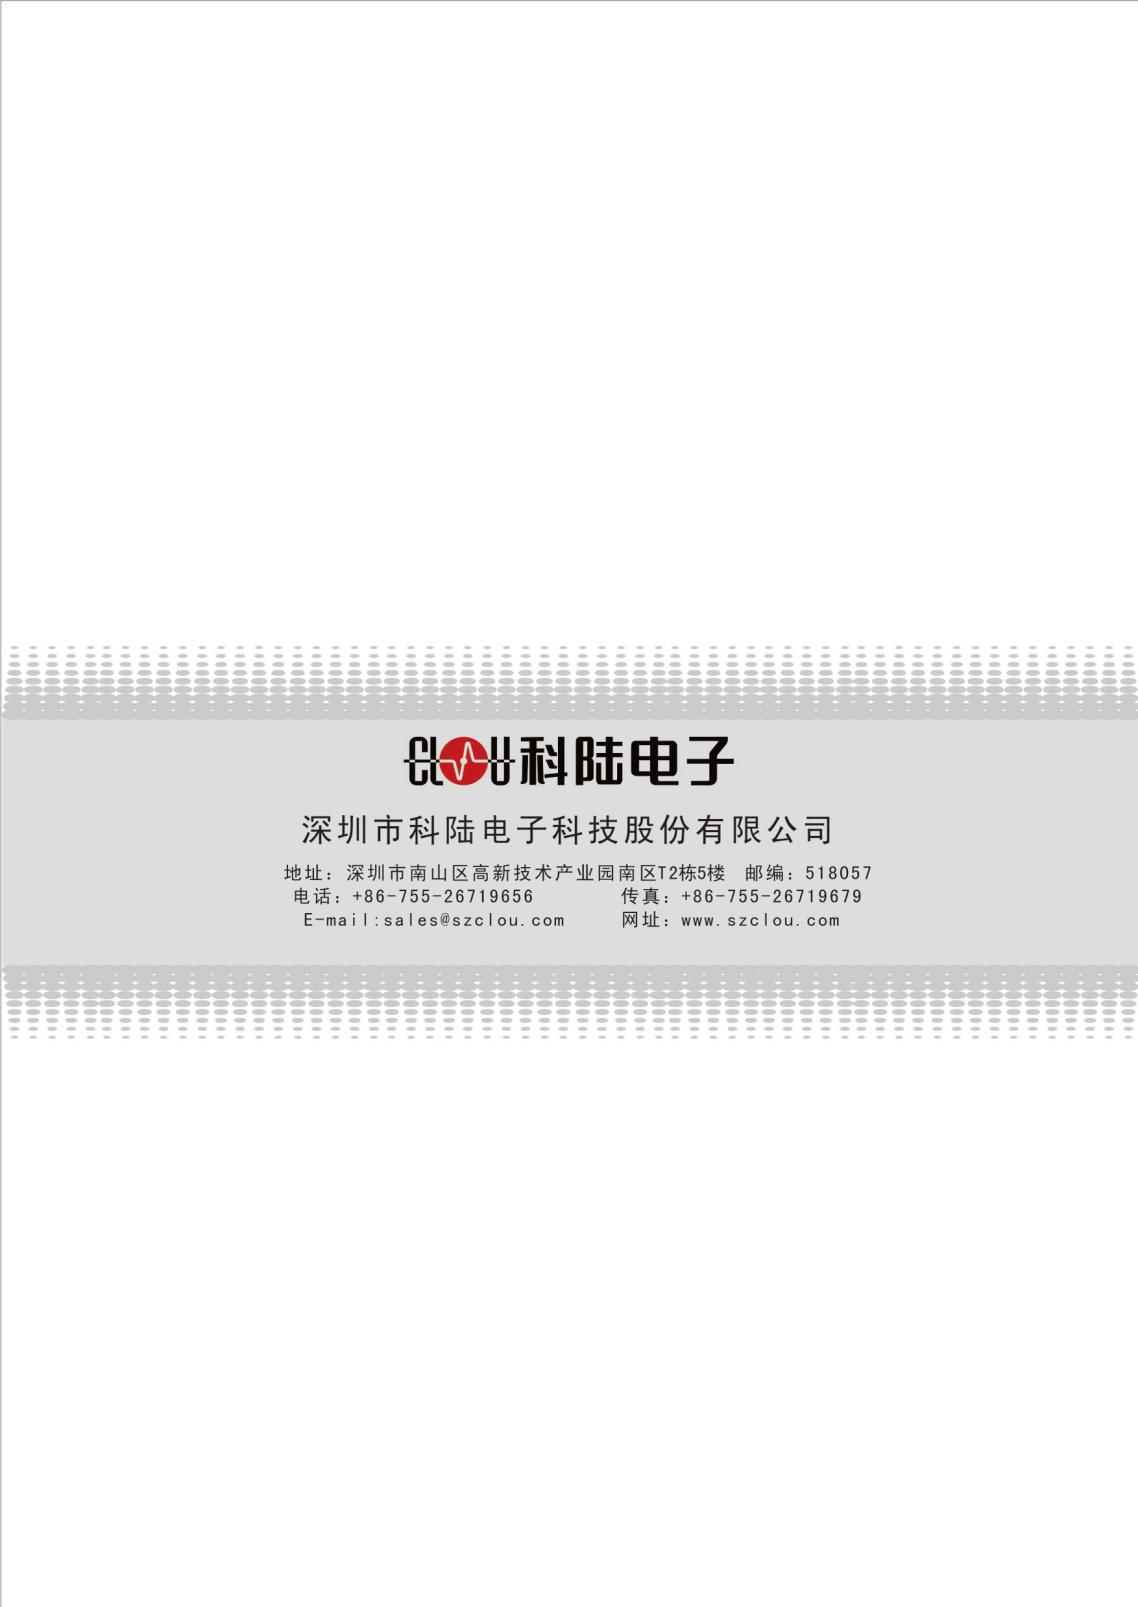 CLOU科陆电子
深圳市科陆电子科技股份有限公司
地址：深圳市南山区高新技术产业园南区T2栋5楼 邮编：518057
电话：+86-755-26719656 传真：+86-755-26719679
E-mail:sales@szclou.com 网址：www.szclou.com